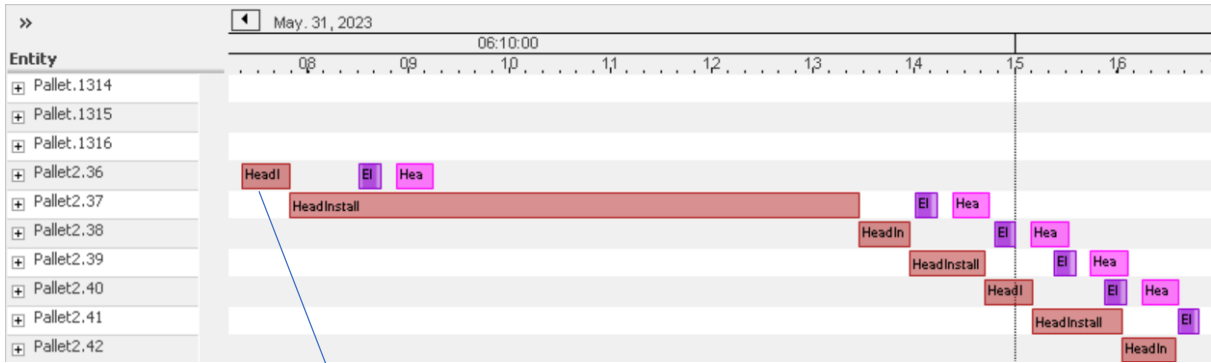 » May. 31, 2023
06:10:00
Entity 08 09 10 11 12 13 14 15 16
Pallet.1314
Pallet.1315
Pallet.1316
Pallet2.36 HeadI El Hea
Pallet2.37 HeadInstall El Hea
Pallet2.38 HeadIn El Hea
Pallet2.39 HeadInstall El Hea
Pallet2.40 HeadI El Hea
Pallet2.41 HeadInstall El
Pallet2.42 HeadIn